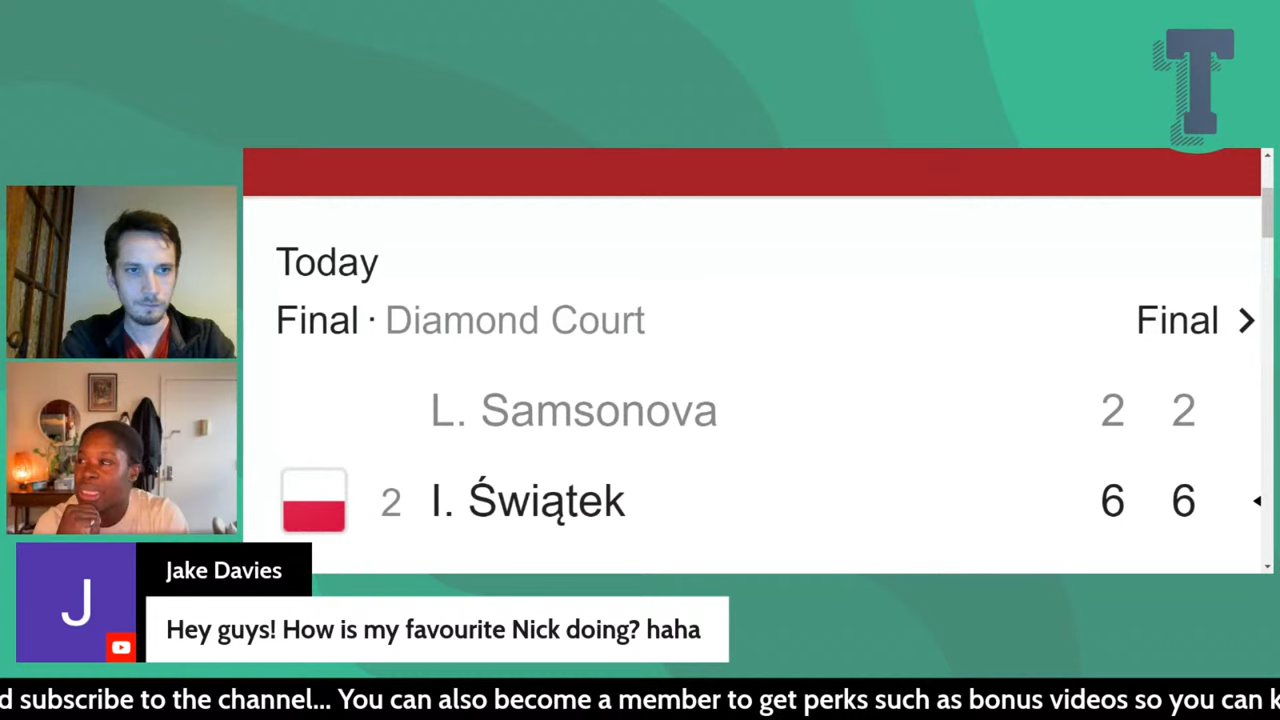 T
Today
Final · Diamond Court
Final >
L. Samsonova 2 2
2 I. Świątek 6 6
J
Jake Davies
Hey guys! How is my favourite Nick doing? haha
d subscribe to the channel... You can also become a member to get perks such as bonus videos so you can k